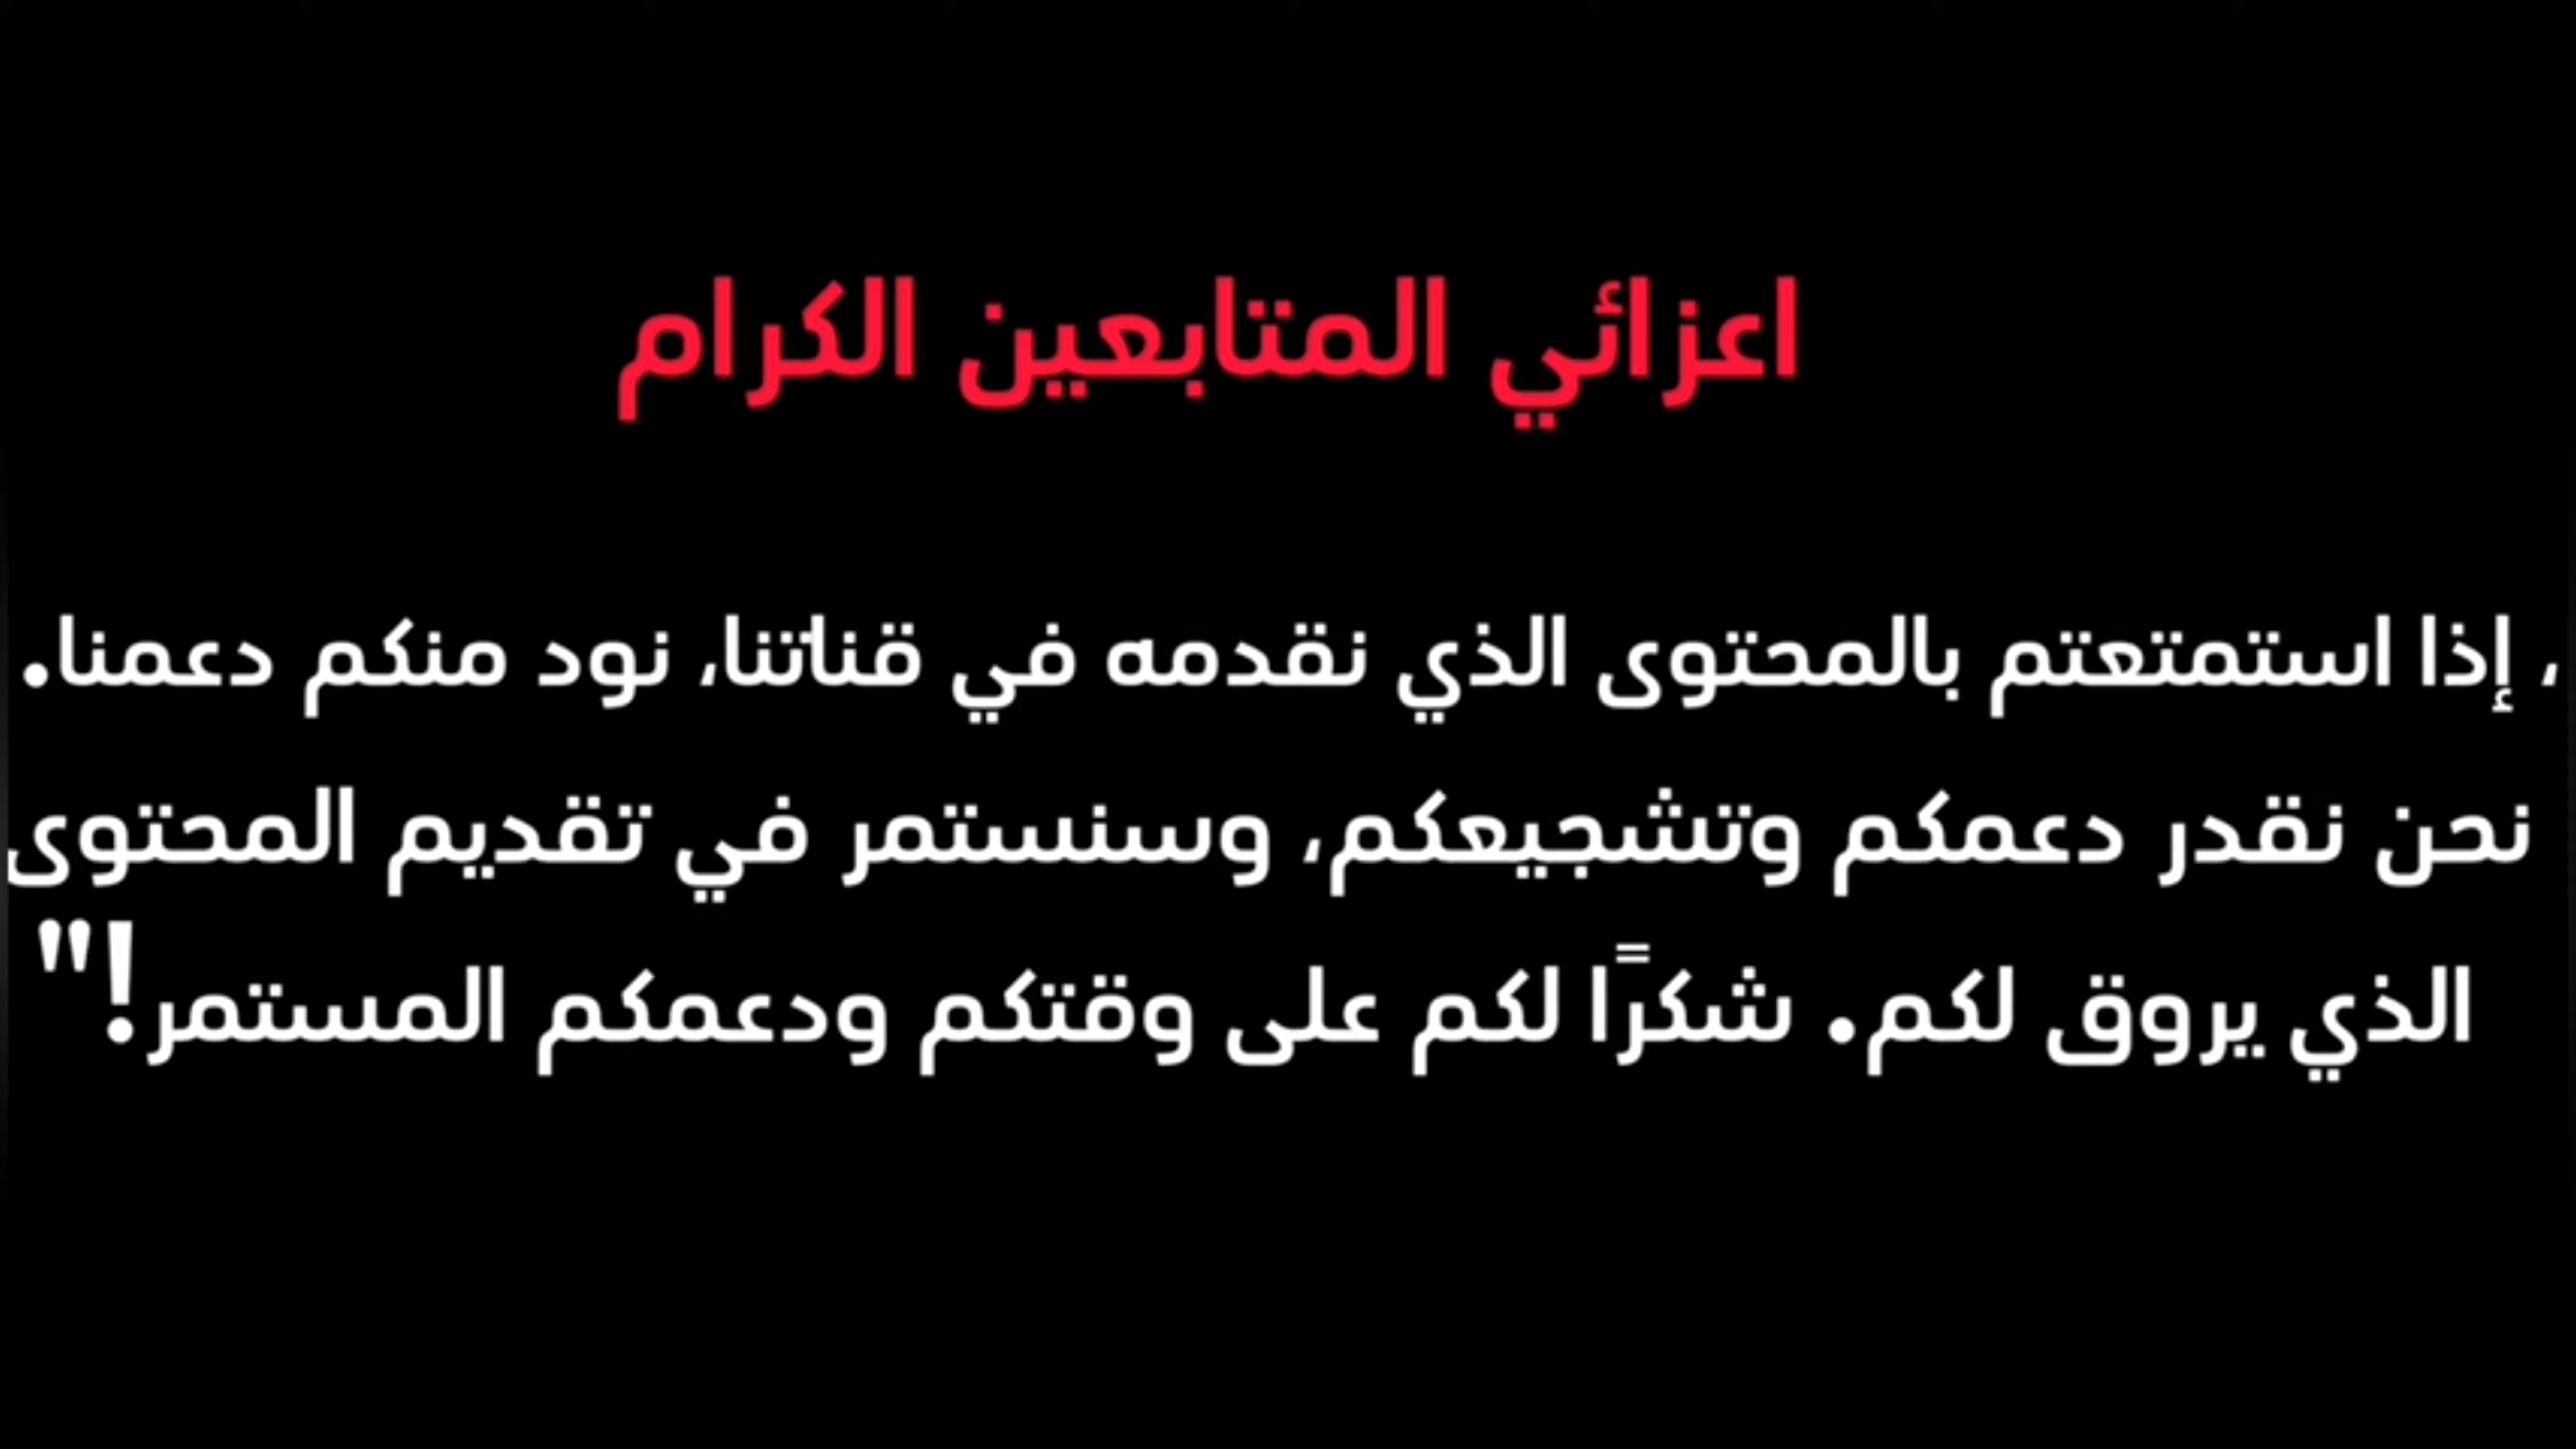 اعزائي المتابعين الكرام
، إذا استمتعتم بالمحتوى الذي نقدمه في قناتنا، نود منكم دعمنا.
نحن نقدر دعمكم وتشجيعكم، وسنستمر في تقديم المحتوى
الذي يروق لكم. شكرًا لكم على وقتكم ودعمكم المستمر!"